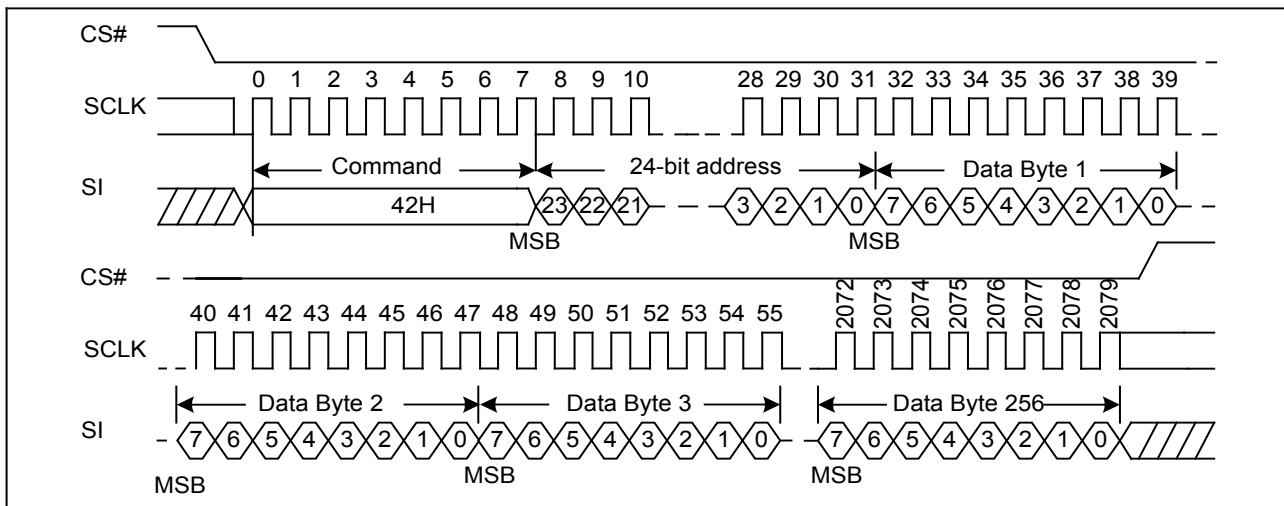 CS#
0 1 2 3 4 5 6 7 8 9 10 28 29 30 31 32 33 34 35 36 37 38 39
SCLK
Command 24-bit address Data Byte 1
SI
42H 23 22 21 3 2 1 0 7 6 5 4 3 2 1 0
MSB MSB
CS#
40 41 42 43 44 45 46 47 48 49 50 51 52 53 54 55 2072 2073 2074 2075 2076 2077 2078 2079
SCLK
Data Byte 2 Data Byte 3 Data Byte 256
SI
7 6 5 4 3 2 1 0 7 6 5 4 3 2 1 0 7 6 5 4 3 2 1 0
MSB MSB MSB